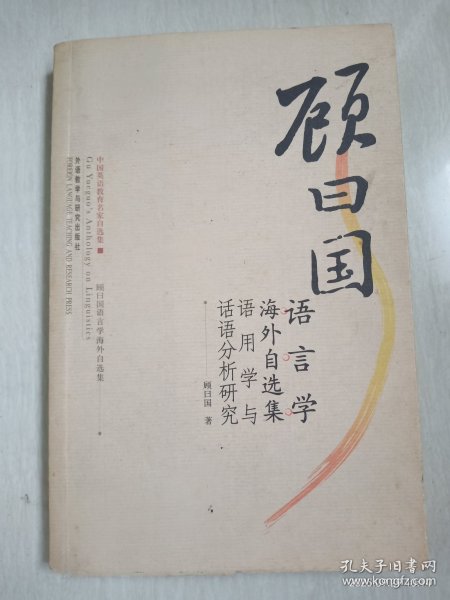 顾曰国
语言学
海外自选集
语用学与
话语分析研究
顾曰国 著
中国英语教育名家自选集
Gu Yueguo's Anthology on Linguistics
顾曰国语言学海外自选集
外语教学与研究出版社
FOREIGN LANGUAGE TEACHING AND RESEARCH PRESS
孔夫子旧书网
www.kongfz.com